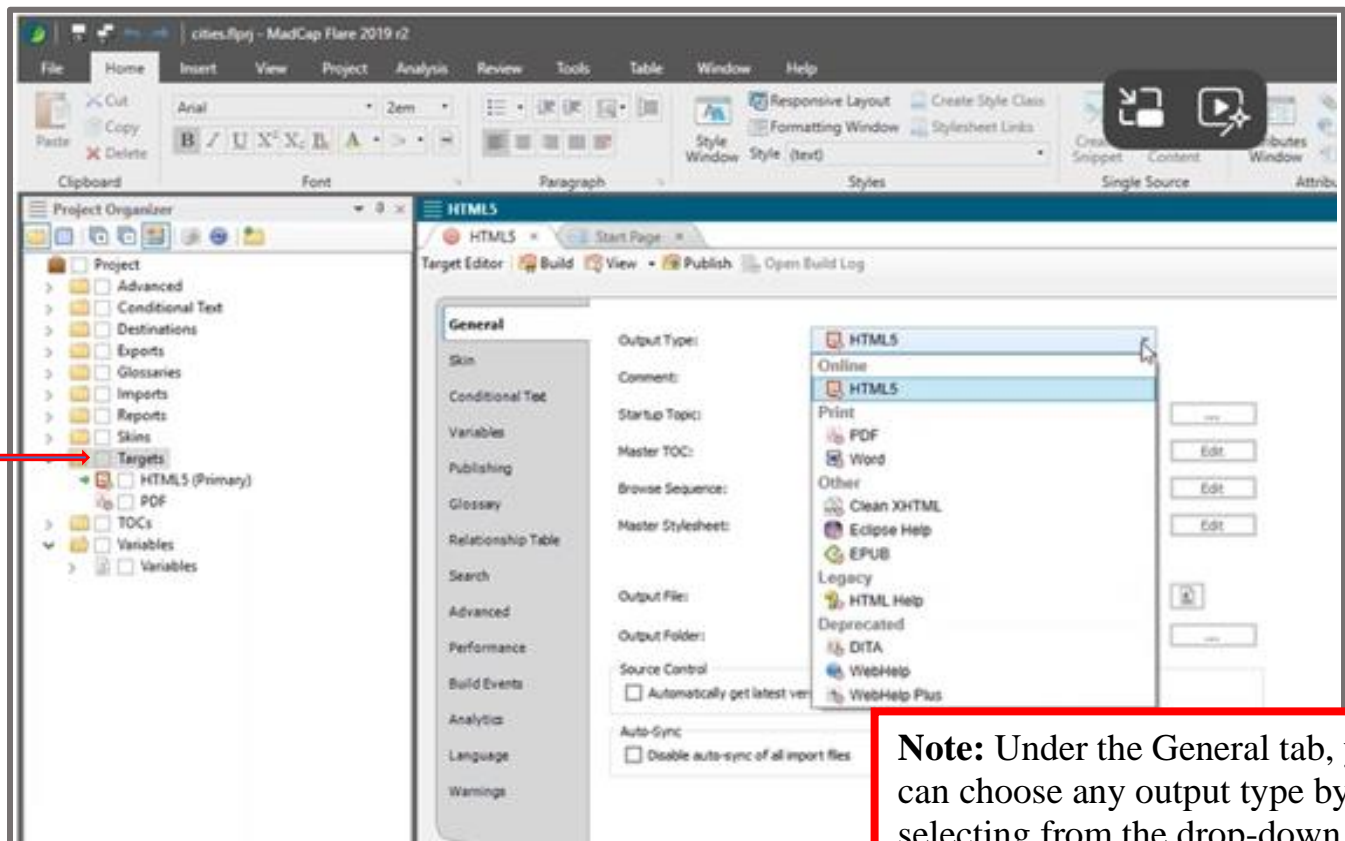 cities.flprj - MadCap Flare 2019 r2
File Home Insert View Project Analysis Review Tools Table Window Help
Cut
Copy
Paste
Delete
Clipboard
Arial 2em
B I U
Font
Paragraph
Style Window
Responsive Layout
Formatting Window
Style (text)
Create Style Class
Stylesheet Links
Styles
Snippet Content
Single Source
Window
Project Organizer
Project
Advanced
Conditional Text
Destinations
Exports
Glossaries
Imports
Reports
Skins
Targets
HTML5 (Primary)
PDF
TOCs
Variables
Variables
HTML5
HTML5 Start Page
Target Editor Build View Publish Open Build Log
General
Skin
Conditional Text
Variables
Publishing
Glossary
Relationship Table
Search
Advanced
Performance
Build Events
Analytics
Language
Warnings
Output Type: HTML5
Comment:
Startup Topic: ...
Master TOC: Edit
Browse Sequence: Edit
Master Stylesheet: Edit
Output File:
Output Folder: ...
Source Control
Automatically get latest ver
Auto-Sync
Disable auto-sync of all import files
Online
HTML5
Print
PDF
Word
Other
Clean XHTML
Eclipse Help
EPUB
Legacy
HTML Help
Deprecated
DITA
WebHelp
WebHelp Plus
Note: Under the General tab,
can choose any output type by
selecting from the drop-down